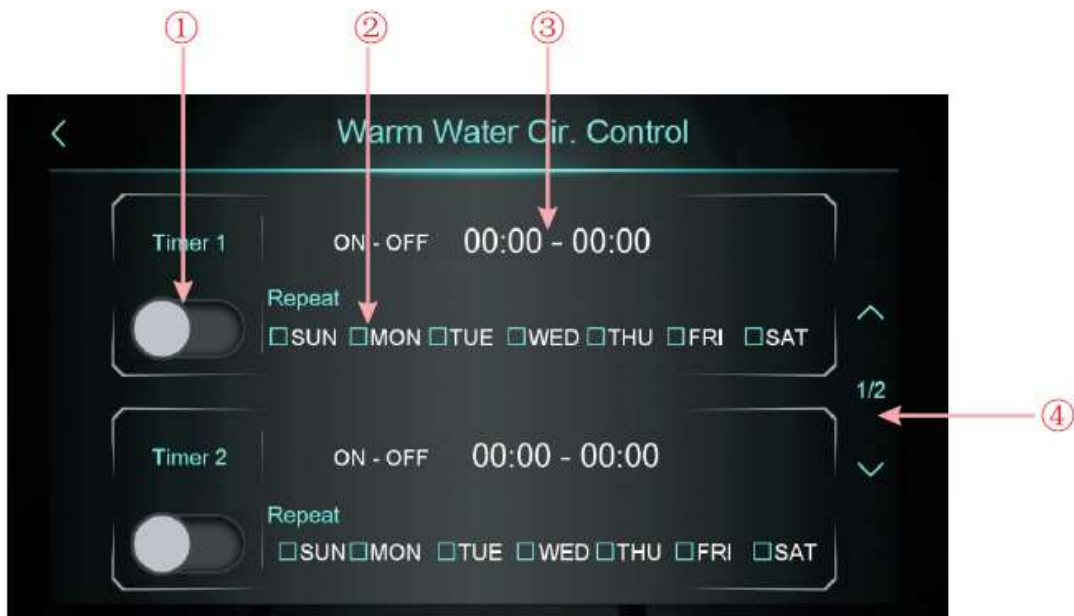 ① ② ③
Warm Water Cir. Control
Timer 1 ON - OFF 00:00 - 00:00
Repeat
□SUN □MON □TUE □WED □THU □FRI □SAT
1/2 ④
Timer 2 ON - OFF 00:00 - 00:00
Repeat
□SUN □MON □TUE □WED □THU □FRI □SAT